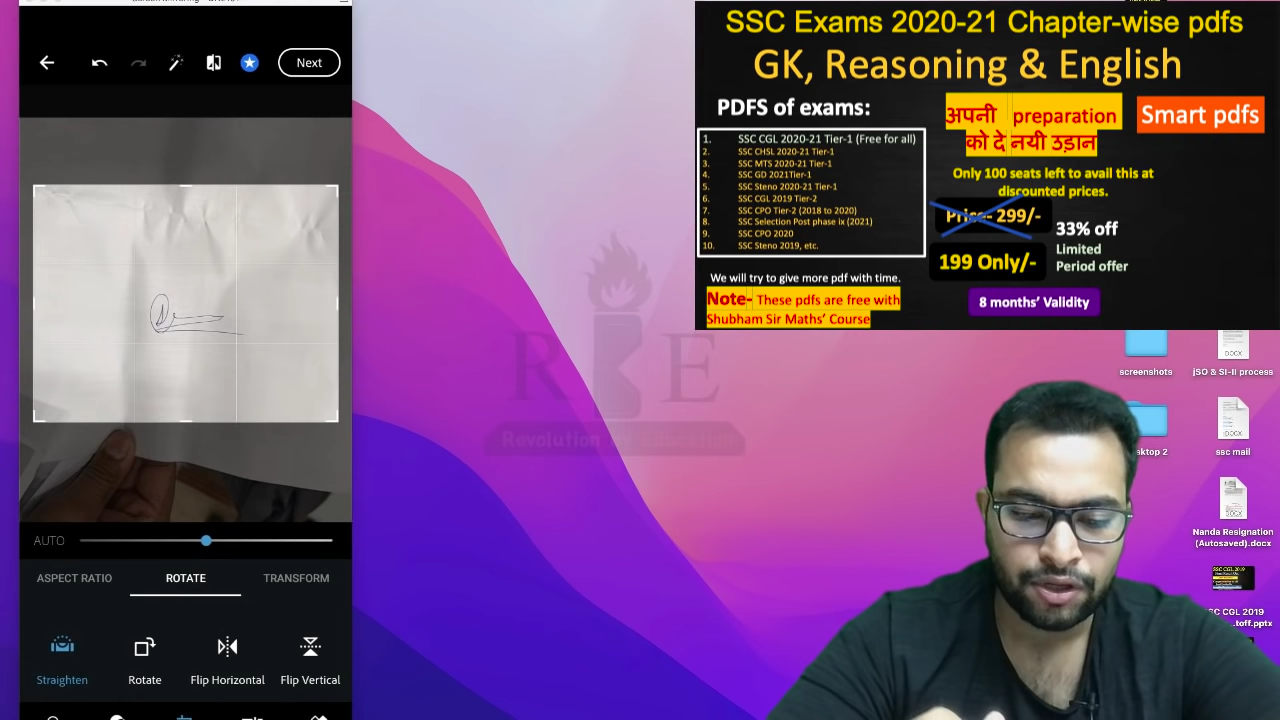 Next
AUTO
ASPECT RATIO
ROTATE
TRANSFORM
Straighten
Rotate
Flip Horizontal
Flip Vertical
SSC Exams 2020-21 Chapter-wise pdfs
GK, Reasoning & English
PDFS of exams:
1. SSC CGL 2020-21 Tier-1 (Free for all)
2. SSC CHSL 2020-21 Tier-1
3. SSC MTS 2020-21 Tier-1
4. SSC GD 2021Tier-1
5. SSC Steno 2020-21 Tier-1
6. SSC CGL 2019 Tier-2
7. SSC CPO Tier-2 (2018 to 2020)
8. SSC Selection Post phase ix (2021)
9. SSC CPO 2020
10. SSC Steno 2019, etc.
We will try to give more pdf with time.
Note- These pdfs are free with
Shubham Sir Maths’ Course
अपनी preparation
को दे नयी उड़ान
Smart pdfs
Only 100 seats left to avail this at
discounted prices.
Price- 299/-
199 Only/-
33% off
Limited
Period offer
8 months’ Validity
R E
Revolution By Education
screenshots
jSO & SI-II process
DOCX
ssc mail
DOCX
Nanda Resignation
(Autosaved).docx
SSC CGL 2019
...toff.pptx